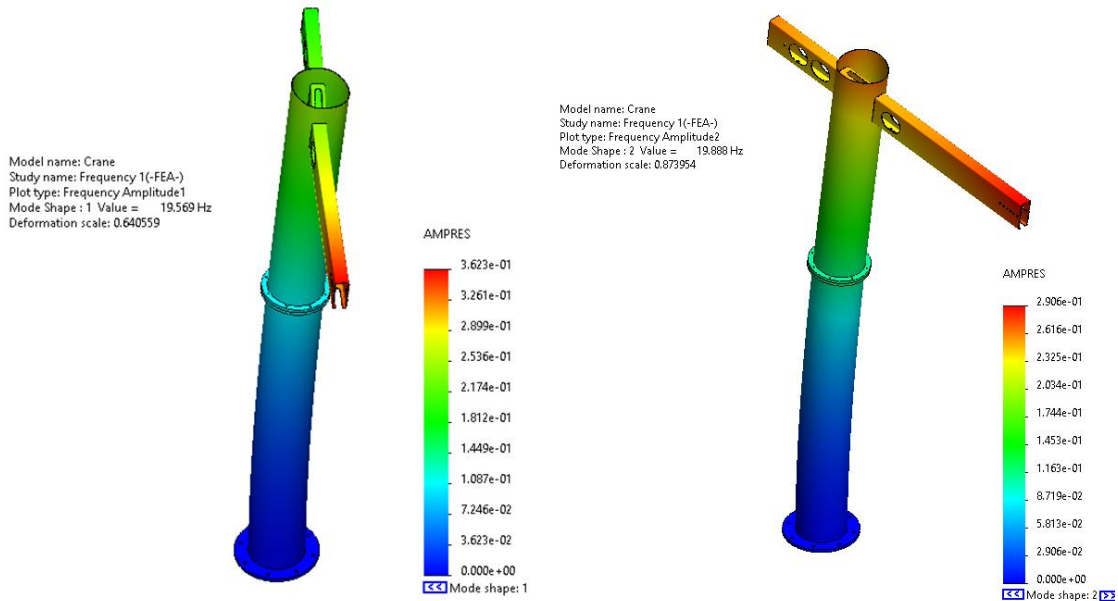 Model name: Crane
Study name: Frequency 1(-FEA-)
Plot type: Frequency Amplitude1
Mode Shape : 1 Value = 19.569 Hz
Deformation scale: 0.640559
AMPRES
3.623e-01
3.261e-01
2.899e-01
2.536e-01
2.174e-01
1.812e-01
1.449e-01
1.087e-01
7.246e-02
3.623e-02
0.000e+00
<< Mode shape: 1
Model name: Crane
Study name: Frequency 1(-FEA-)
Plot type: Frequency Amplitude2
Mode Shape : 2 Value = 19.888 Hz
Deformation scale: 0.873954
AMPRES
2.906e-01
2.616e-01
2.325e-01
2.034e-01
1.744e-01
1.453e-01
1.163e-01
8.719e-02
5.813e-02
2.906e-02
0.000e+00
<< Mode shape: 2 >>